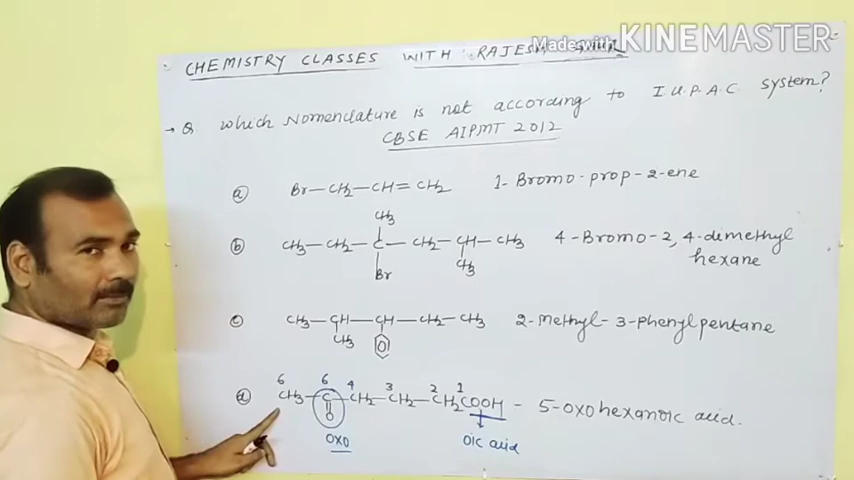 Made with KINEMASTER
CHEMISTRY CLASSES WITH : RAJESH
→ Q Which Nomenclature is not according to I.U.P.A.C system?
CBSE AIPMT 2012
(a) Br-CH2-CH=CH2 1-Bromo-prop-2-ene
CH3
(b) CH3-CH2-C-CH2-CH-CH3 4-Bromo-2,4-dimethyl
Br CH3 hexane
(c) CH3-CH-CH-CH2-CH3 2-Methyl-3-phenylpentane
CH3
6 6 4 3 2 1
(d) CH3-C-CH2-CH2-CH2COOH - 5-oxohexanoic acid.
O
oxo oic acid